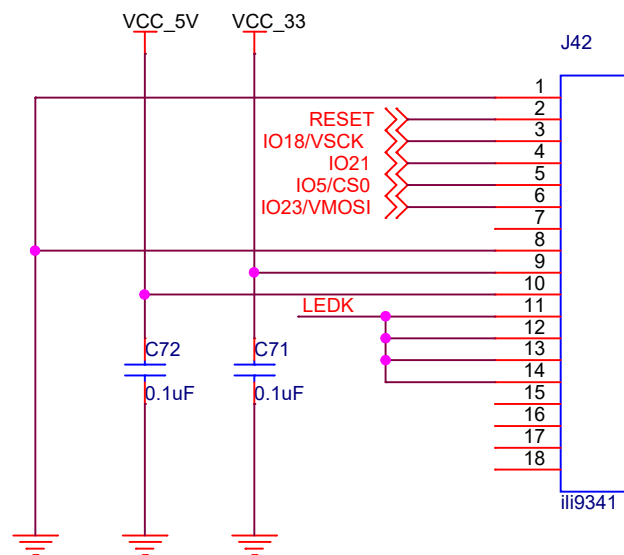 VCC_5V
VCC_33
J42
1
RESET
2
IO18/VSCK
3
IO21
4
IO5/CS0
5
IO23/VMOSI
6
7
8
9
10
LEDK
11
12
13
C72
C71
14
0.1uF
0.1uF
15
16
17
18
ili9341